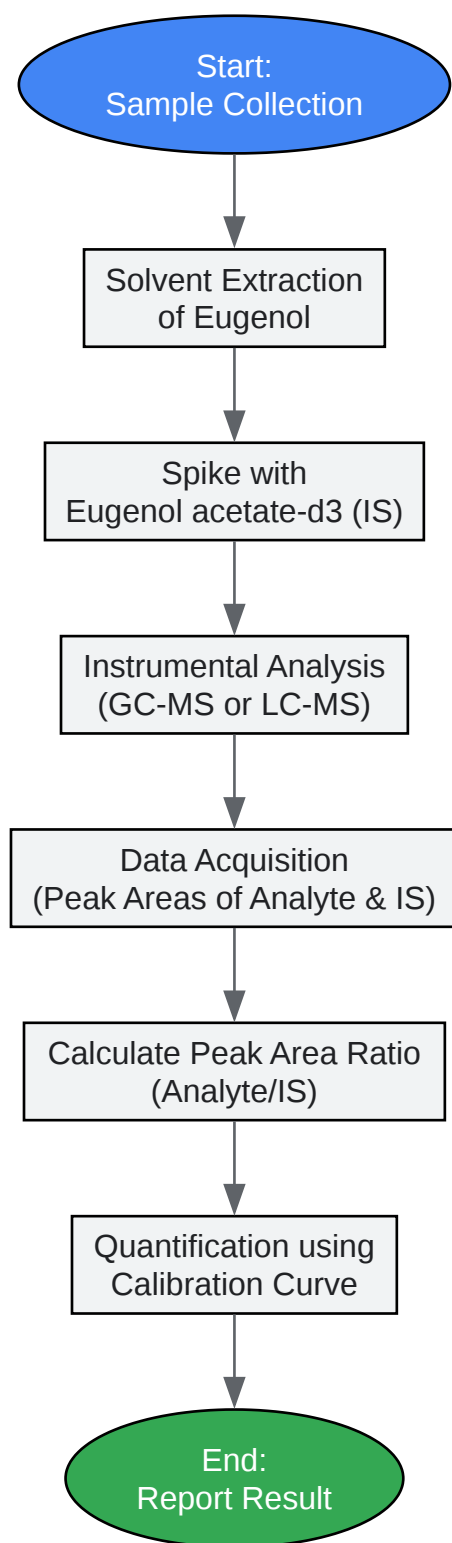 Start:
Sample Collection
Solvent Extraction
of Eugenol
Spike with
Eugenol acetate-d3 (IS)
Instrumental Analysis
(GC-MS or LC-MS)
Data Acquisition
(Peak Areas of Analyte & IS)
Calculate Peak Area Ratio
(Analyte/IS)
Quantification using
Calibration Curve
End:
Report Result